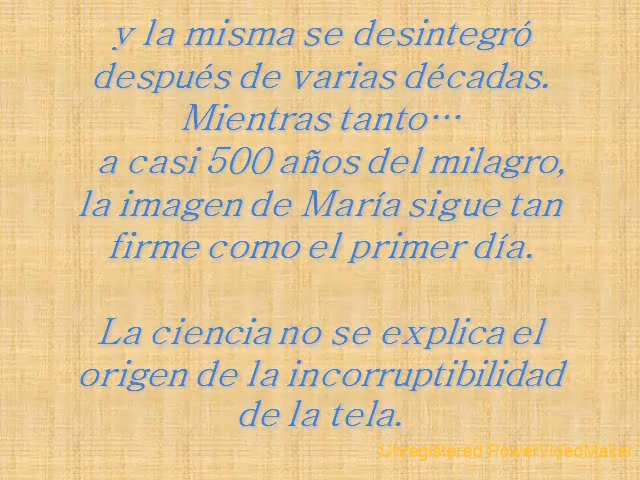 y la misma se desintegró
después de varias décadas.
Mientras tanto…
a casi 500 años del milagro,
la imagen de María sigue tan
firme como el primer día.
La ciencia no se explica el
origen de la incorruptibilidad
de la tela.
Unregistered PowerVideoMaker